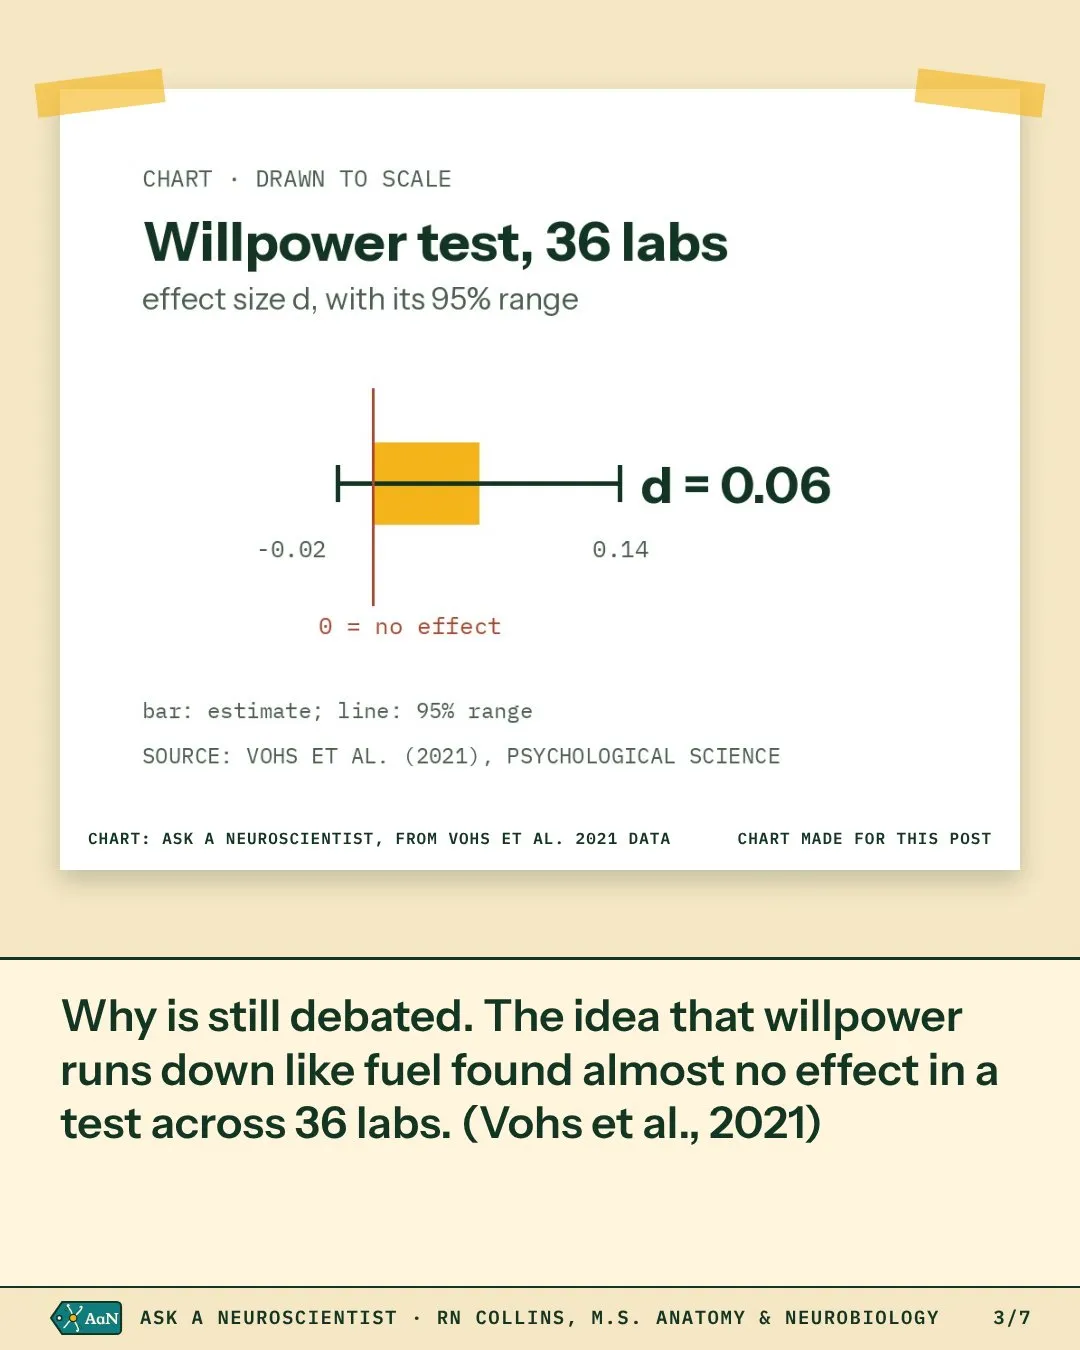 CHART · DRAWN TO SCALE
Willpower test, 36 labs
effect size d, with its 95% range
d = 0.06
-0.02
0.14
0 = no effect
bar: estimate; line: 95% range
SOURCE: VOHS ET AL. (2021), PSYCHOLOGICAL SCIENCE
CHART: ASK A NEUROSCIENTIST, FROM VOHS ET AL. 2021 DATA
CHART MADE FOR THIS POST
Why is still debated. The idea that willpower
runs down like fuel found almost no effect in a
test across 36 labs. (Vohs et al., 2021)
AaN
ASK A NEUROSCIENTIST · RN COLLINS, M.S. ANATOMY & NEUROBIOLOGY
3/7